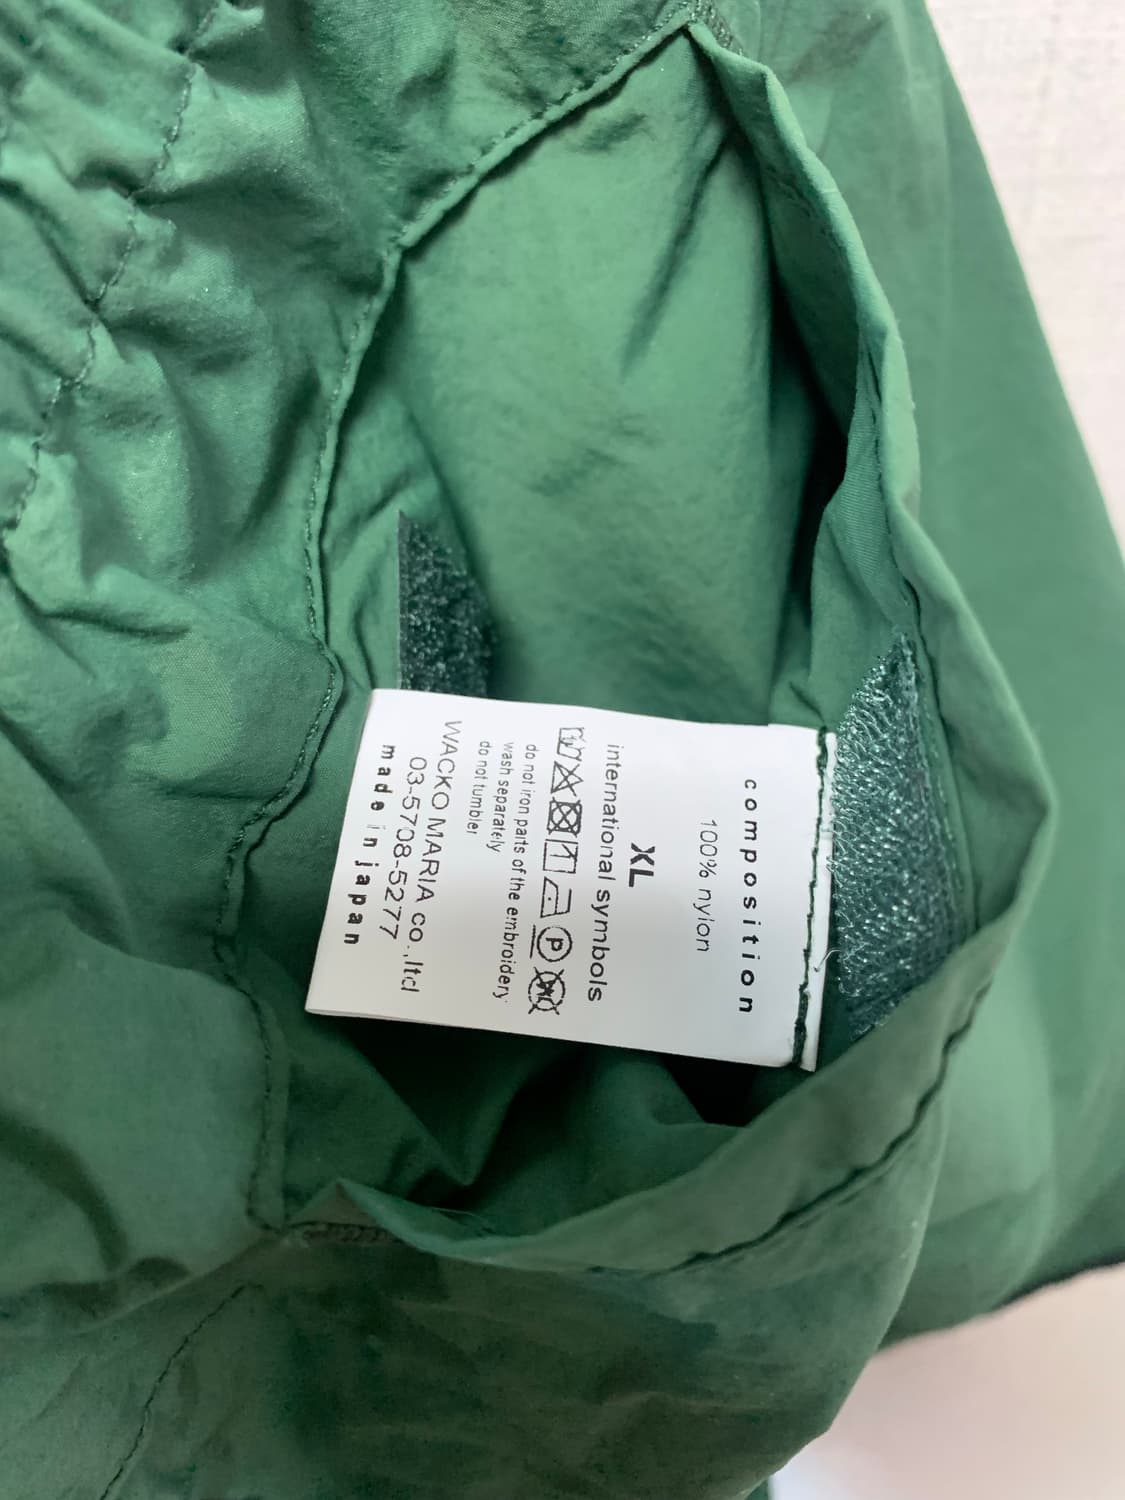 composition
100% nylon
XL
international symbols
P
do not iron parts of the embroidery
wash separately
do not tumbler
WACKO MARIA co.,ltd
03-5708-5277
made in japan